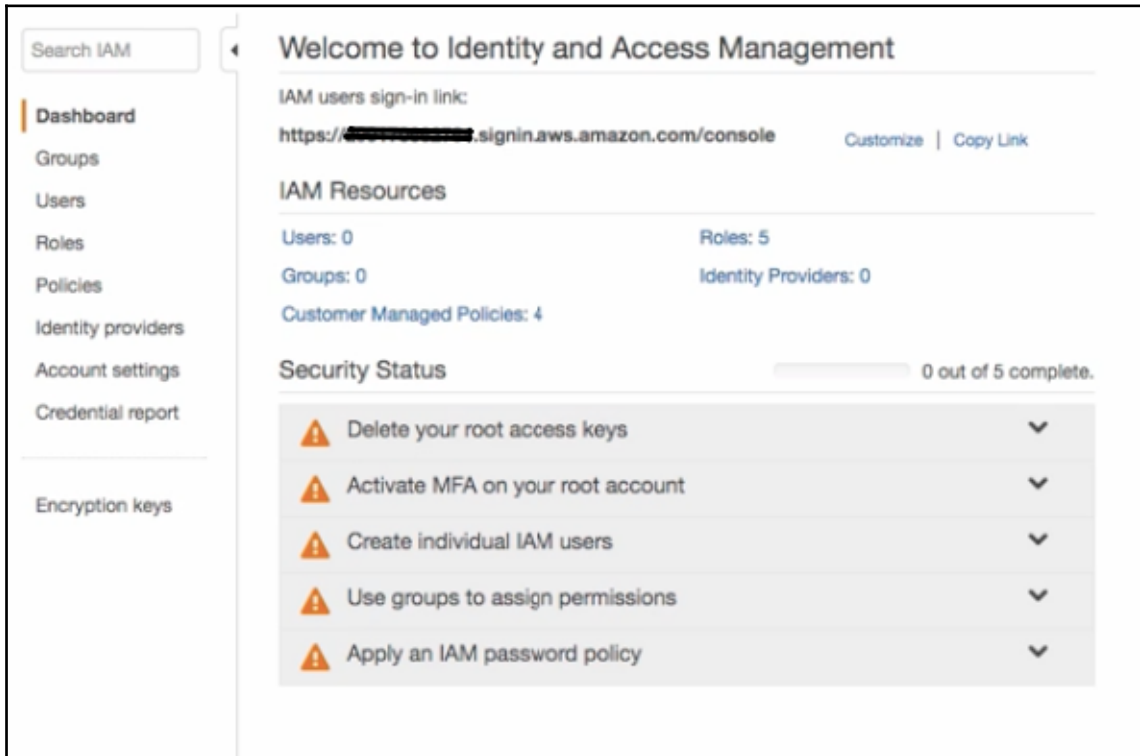 Search IAM
Dashboard
Groups
Users
Roles
Policies
Identity providers
Account settings
Credential report
Encryption keys
Welcome to Identity and Access Management
IAM users sign-in link:
https://.signin.aws.amazon.com/console
Customize | Copy Link
IAM Resources
Users: 0
Roles: 5
Groups: 0
Identity Providers: 0
Customer Managed Policies: 4
Security Status
0 out of 5 complete.
Delete your root access keys
Activate MFA on your root account
Create individual IAM users
Use groups to assign permissions
Apply an IAM password policy